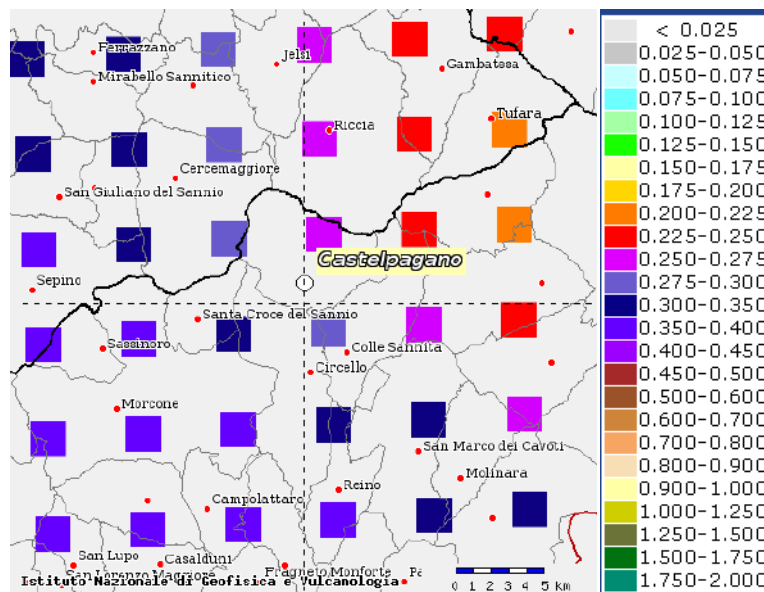 Ferrazzano
Jelsi
Gambatesa
Mirabello Sannitico
Tufara
Riccia
Cercemaggiore
San Giuliano del Sannio
Castelpagano
Sepino
Santa Croce del Sannio
Sassinoro
Colle Sannita
Circello
Morcone
San Marco dei Cavoti
Molinara
Reino
Campolattaro
San Lupo
Casalduni
San Lorenzo Maggiore
Fragneto Monforte
Pa
Istituto Nazionale di Geofisica e Vulcanologia
0 1 2 3 4 5 km
< 0.025
0.025-0.050
0.050-0.075
0.075-0.100
0.100-0.125
0.125-0.150
0.150-0.175
0.175-0.200
0.200-0.225
0.225-0.250
0.250-0.275
0.275-0.300
0.300-0.350
0.350-0.400
0.400-0.450
0.450-0.500
0.500-0.600
0.600-0.700
0.700-0.800
0.800-0.900
0.900-1.000
1.000-1.250
1.250-1.500
1.500-1.750
1.750-2.000